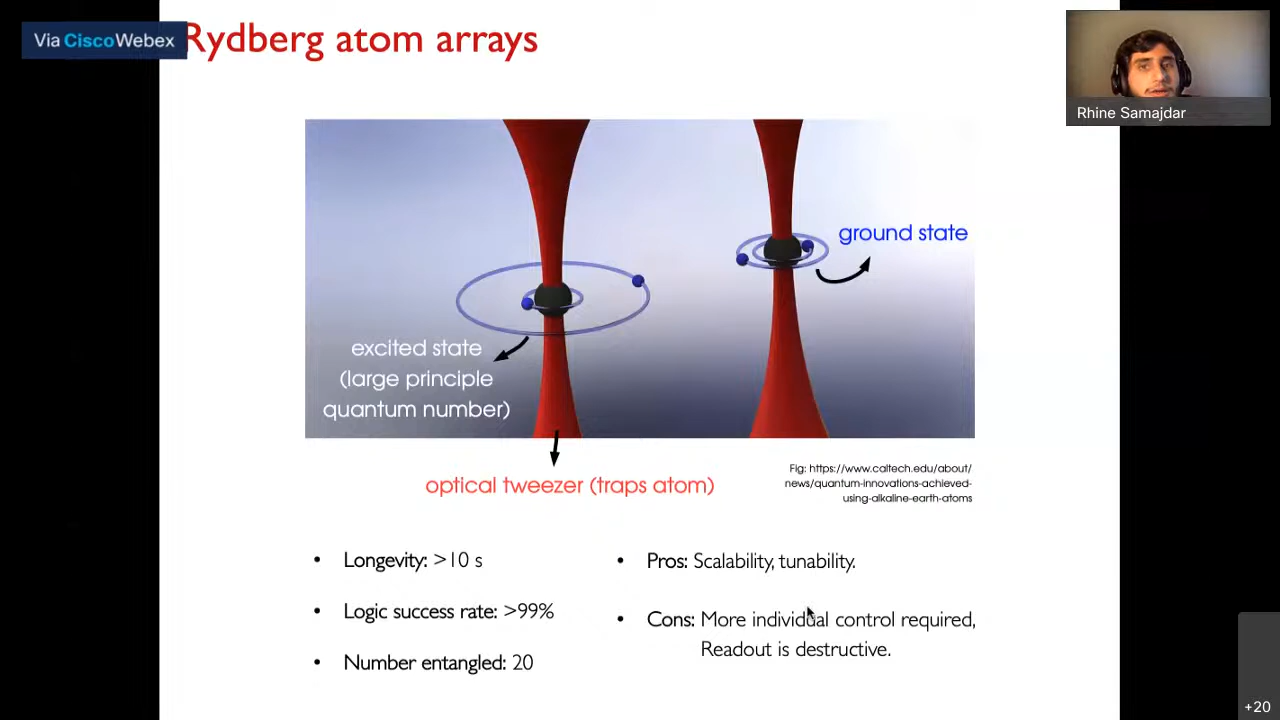 Via CiscoWebex
Rydberg atom arrays
Rhine Samajdar
ground state
excited state
(large principle
quantum number)
optical tweezer (traps atom)
Fig: https://www.caltech.edu/about/
news/quantum-innovations-achieved-
using-alkaline-earth-atoms
• Longevity: >10 s
• Logic success rate: >99%
• Number entangled: 20
• Pros: Scalability, tunability.
• Cons: More individual control required,
Readout is destructive.
+20